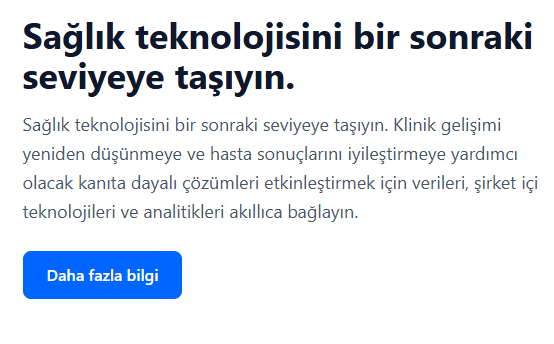 Sağlık teknolojisini bir sonraki
seviyeye taşıyın.
Sağlık teknolojisini bir sonraki seviyeye taşıyın. Klinik gelişimi
yeniden düşünmeye ve hasta sonuçlarını iyileştirmeye yardımcı
olacak kanıta dayalı çözümleri etkinleştirmek için verileri, şirket içi
teknolojileri ve analitikleri akıllıca bağlayın.
Daha fazla bilgi